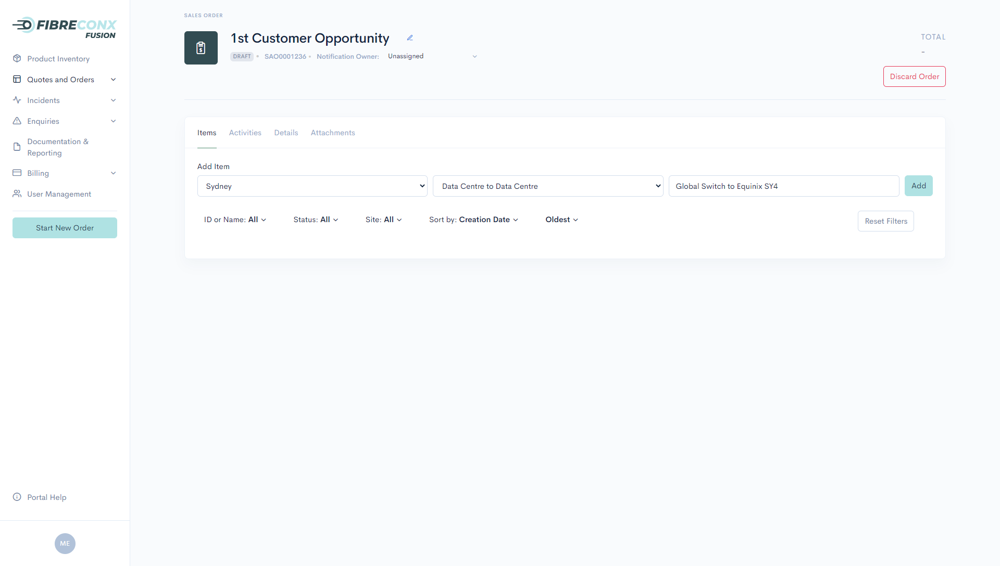 FIBRECONX
FUSION
Product Inventory
Quotes and Orders
Incidents
Enquiries
Documentation &
Reporting
Billing
User Management
Start New Order
Portal Help
ME
SALES ORDER
1st Customer Opportunity
DRAFT • SAO0001236 • Notification Owner: Unassigned
TOTAL
-
Discard Order
Items Activities Details Attachments
Add Item
Sydney Data Centre to Data Centre Global Switch to Equinix SY4 Add
ID or Name: All Status: All Site: All Sort by: Creation Date Oldest Reset Filters